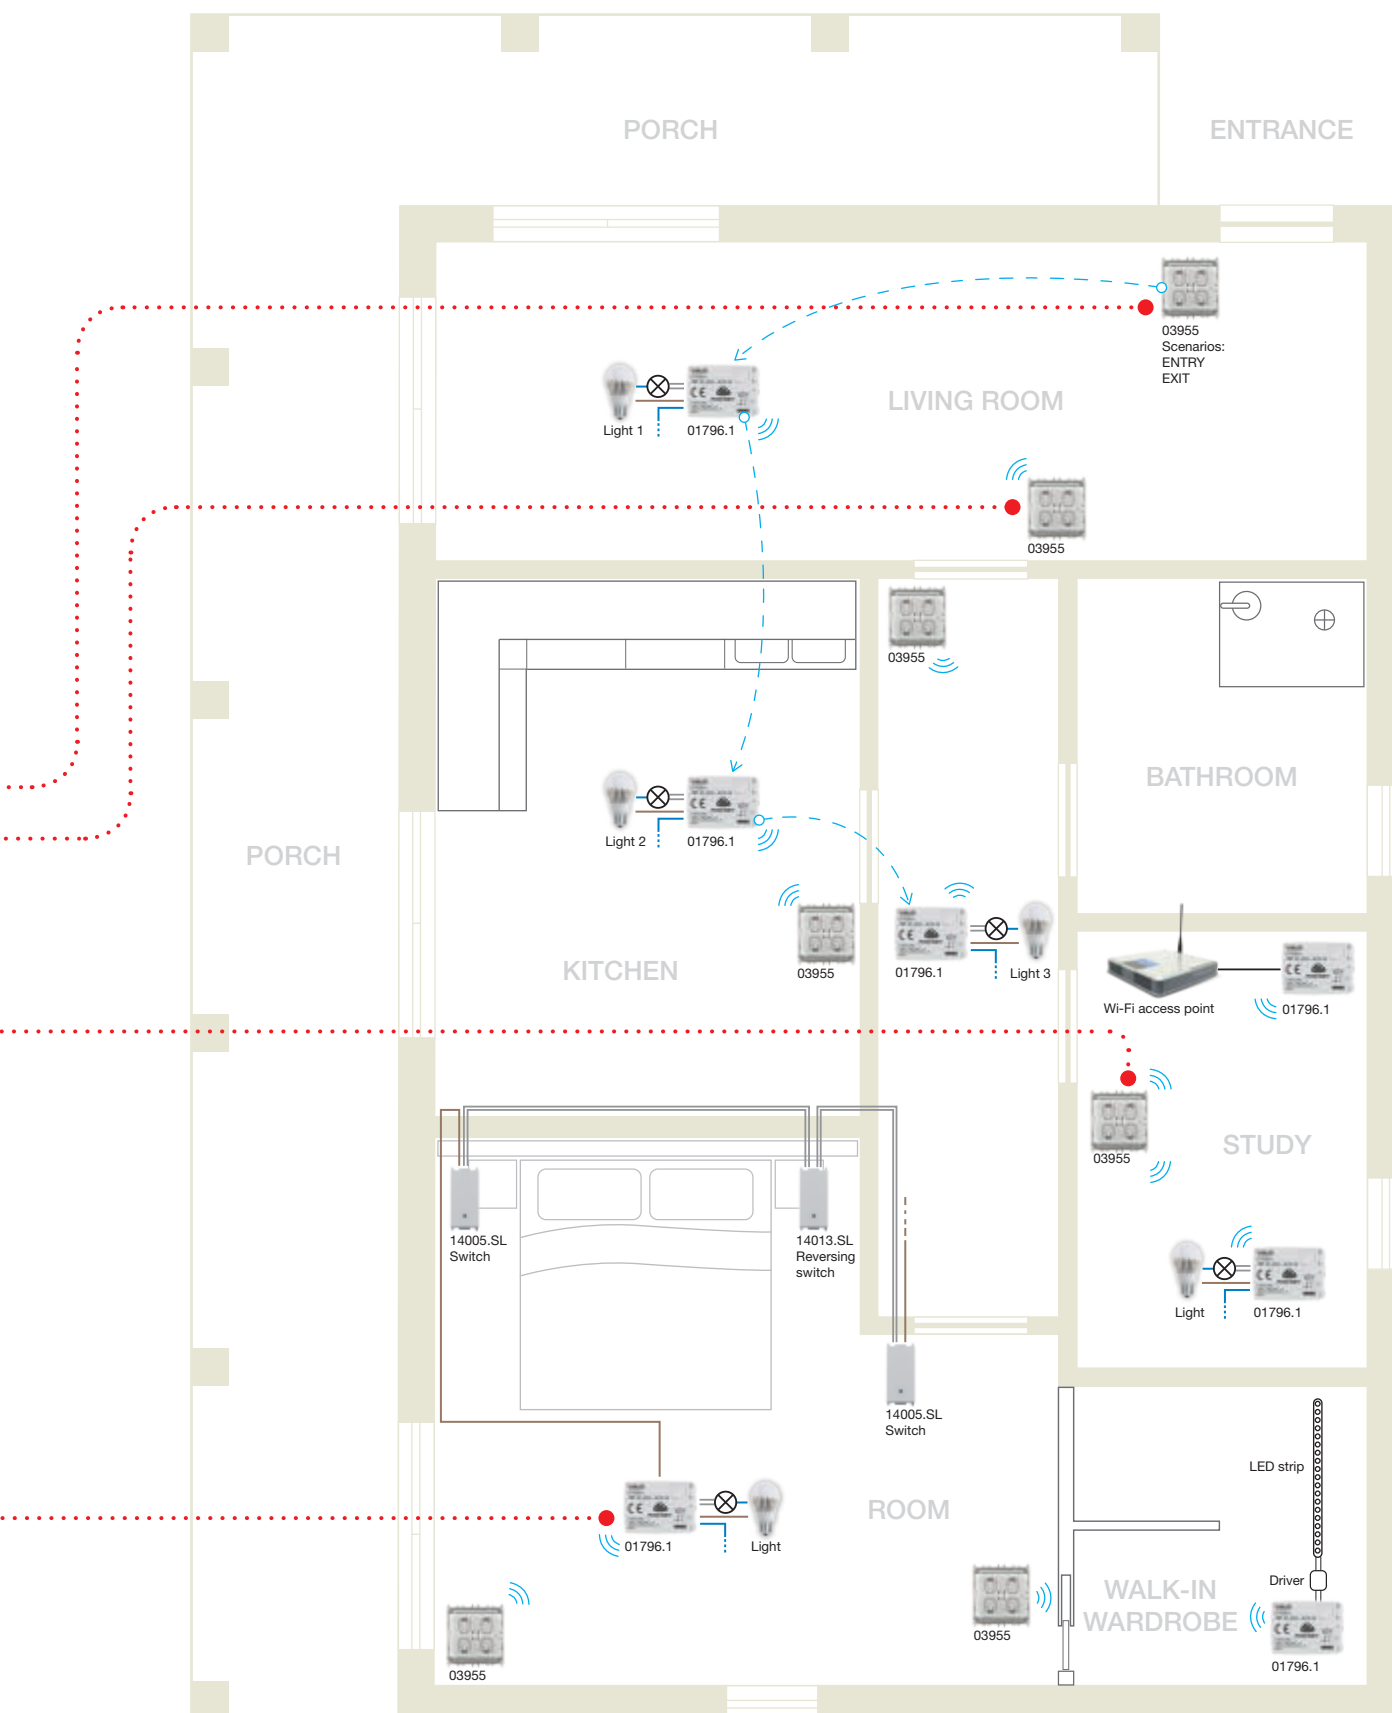 PORCH
ENTRANCE
03955
Scenarios:
ENTRY
EXIT
LIVING ROOM
Light 1
01796.1
03955
03955
BATHROOM
Light 2
01796.1
PORCH
KITCHEN
03955
01796.1
Light 3
Wi-Fi access point
01796.1
03955
STUDY
14005.SL
Switch
14013.SL
Reversing
switch
Light
01796.1
14005.SL
Switch
LED strip
ROOM
01796.1
Light
Driver
WALK-IN
WARDROBE
03955
03955
01796.1